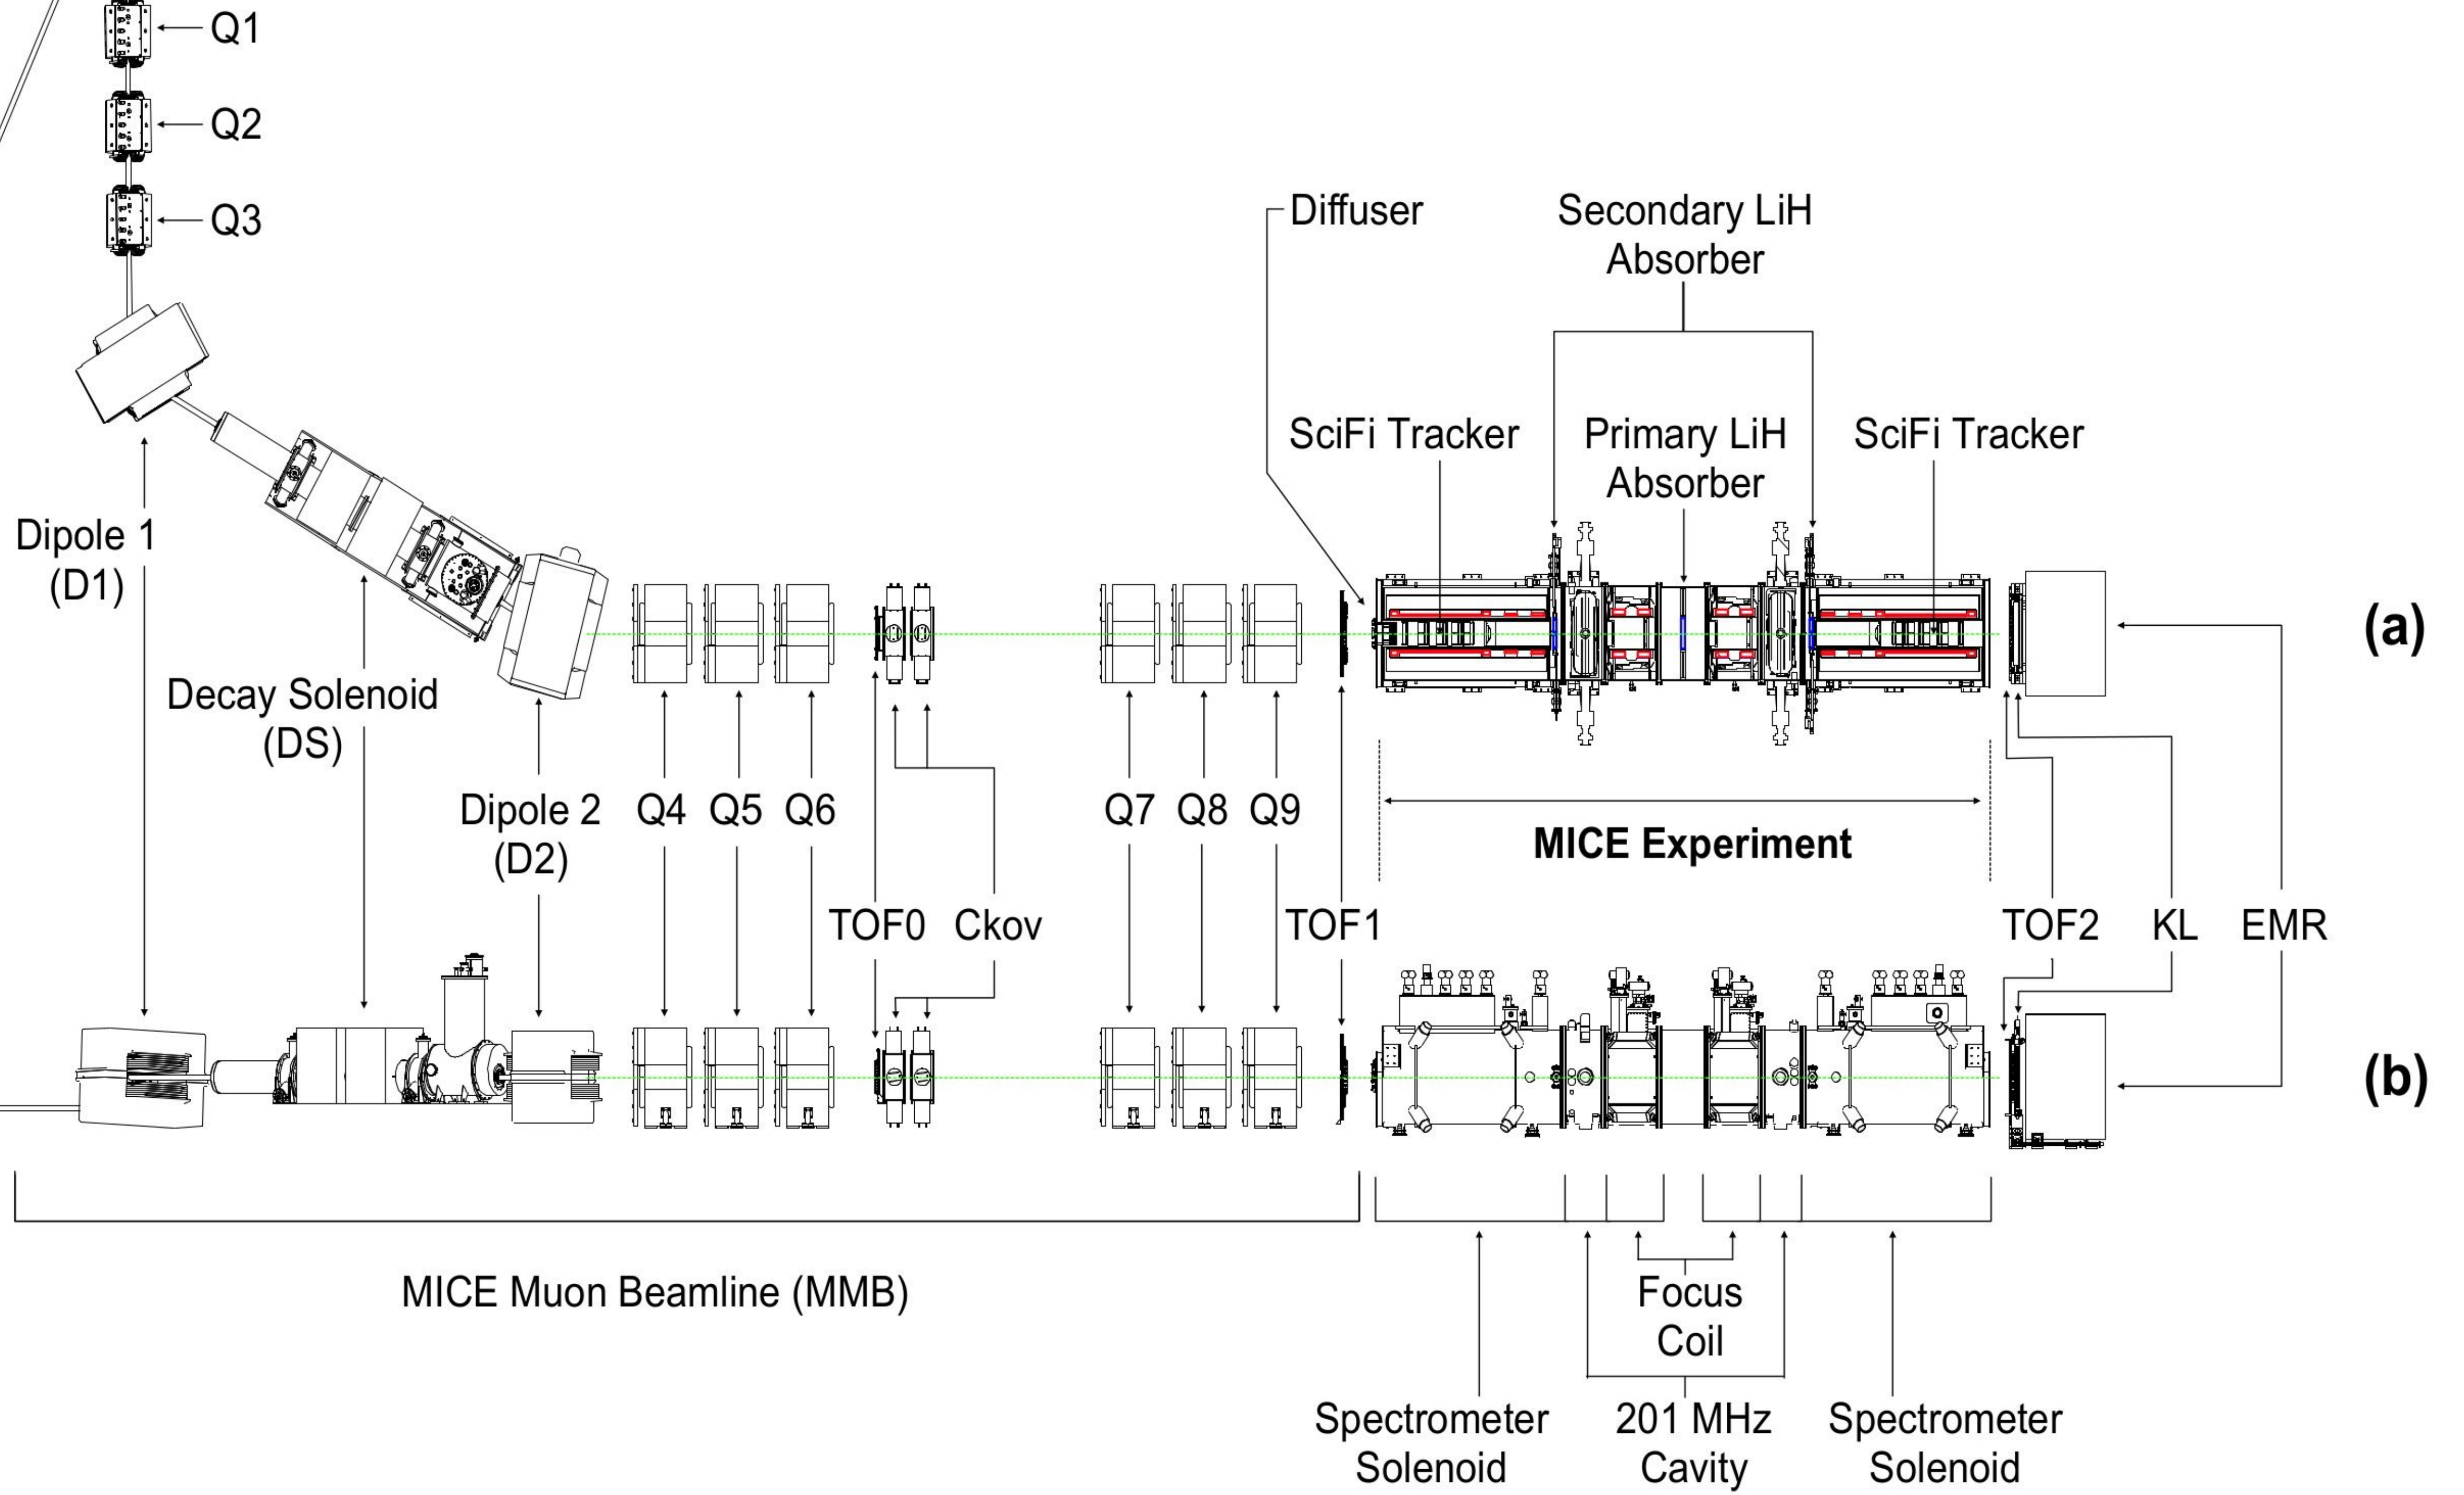 Q1
Q2
Q3
Diffuser
Secondary LiH
Absorber
SciFi Tracker
Primary LiH
Absorber
SciFi Tracker
Dipole 1
(D1)
(a)
Decay Solenoid
(DS)
Dipole 2
(D2)
Q4
Q5
Q6
Q7
Q8
Q9
MICE Experiment
TOF0
Ckov
TOF1
TOF2
KL
EMR
(b)
MICE Muon Beamline (MMB)
Focus
Coil
Spectrometer
Solenoid
201 MHz
Cavity
Spectrometer
Solenoid